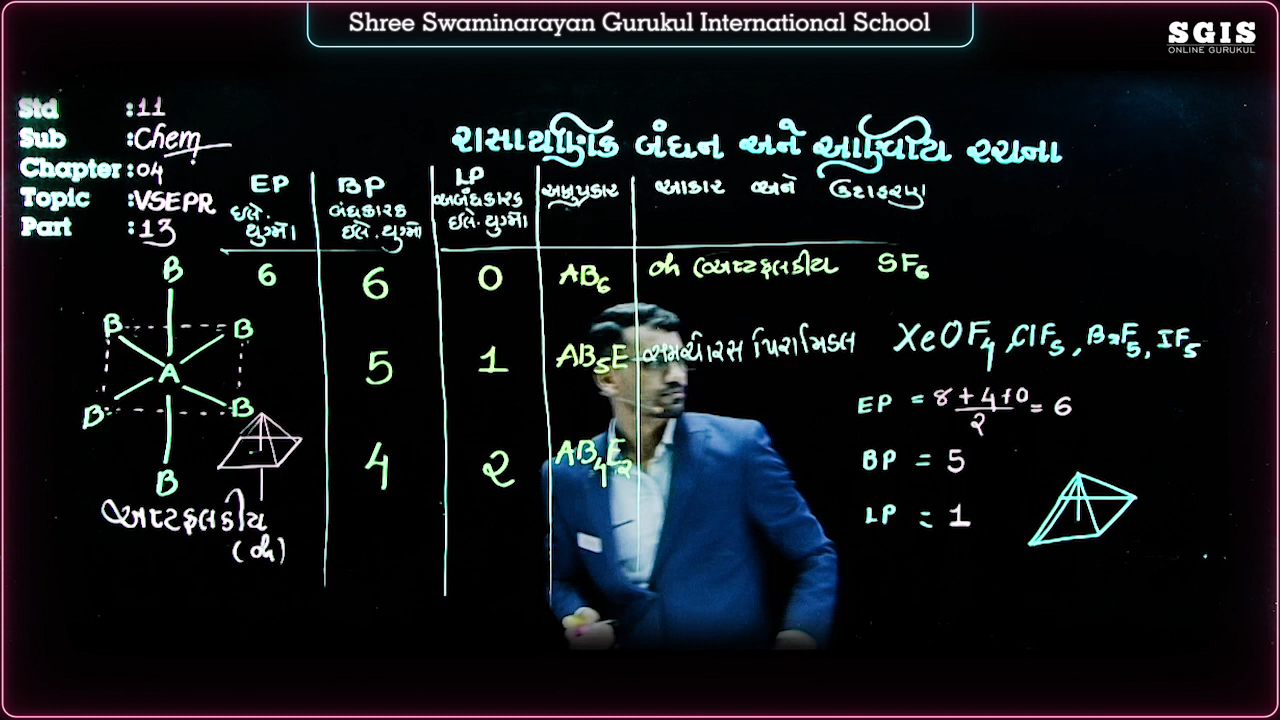 Shree Swaminarayan Gurukul International School
SGIS
ONLINE GURUKUL
Std : 11
Sub : Chem
Chapter : 04
Topic : VSEPR
Part : 13
રાસાયણિક બંધન અને આણ્વીય રચના
EP
ઇલે.
યુગ્મો
BP
બંધકારક
ઇલે. યુગ્મો
LP
અબંધકારક
ઇલે. યુગ્મો
અણુપ્રકાર
આકાર અને ઉદાહરણ
6 6 0 AB₆ oh અષ્ટફલકીય SF₆
5 1 AB₅E સમચોરસ પિરામિડલ XeOF₄, ClF₅, BrF₅, IF₅
4 2 AB₄E₂
EP = 8 + 4 + 0 / 2 = 6
BP = 5
LP = 1
B
B B
A
B B
B
અષ્ટફલકીય
(oh)